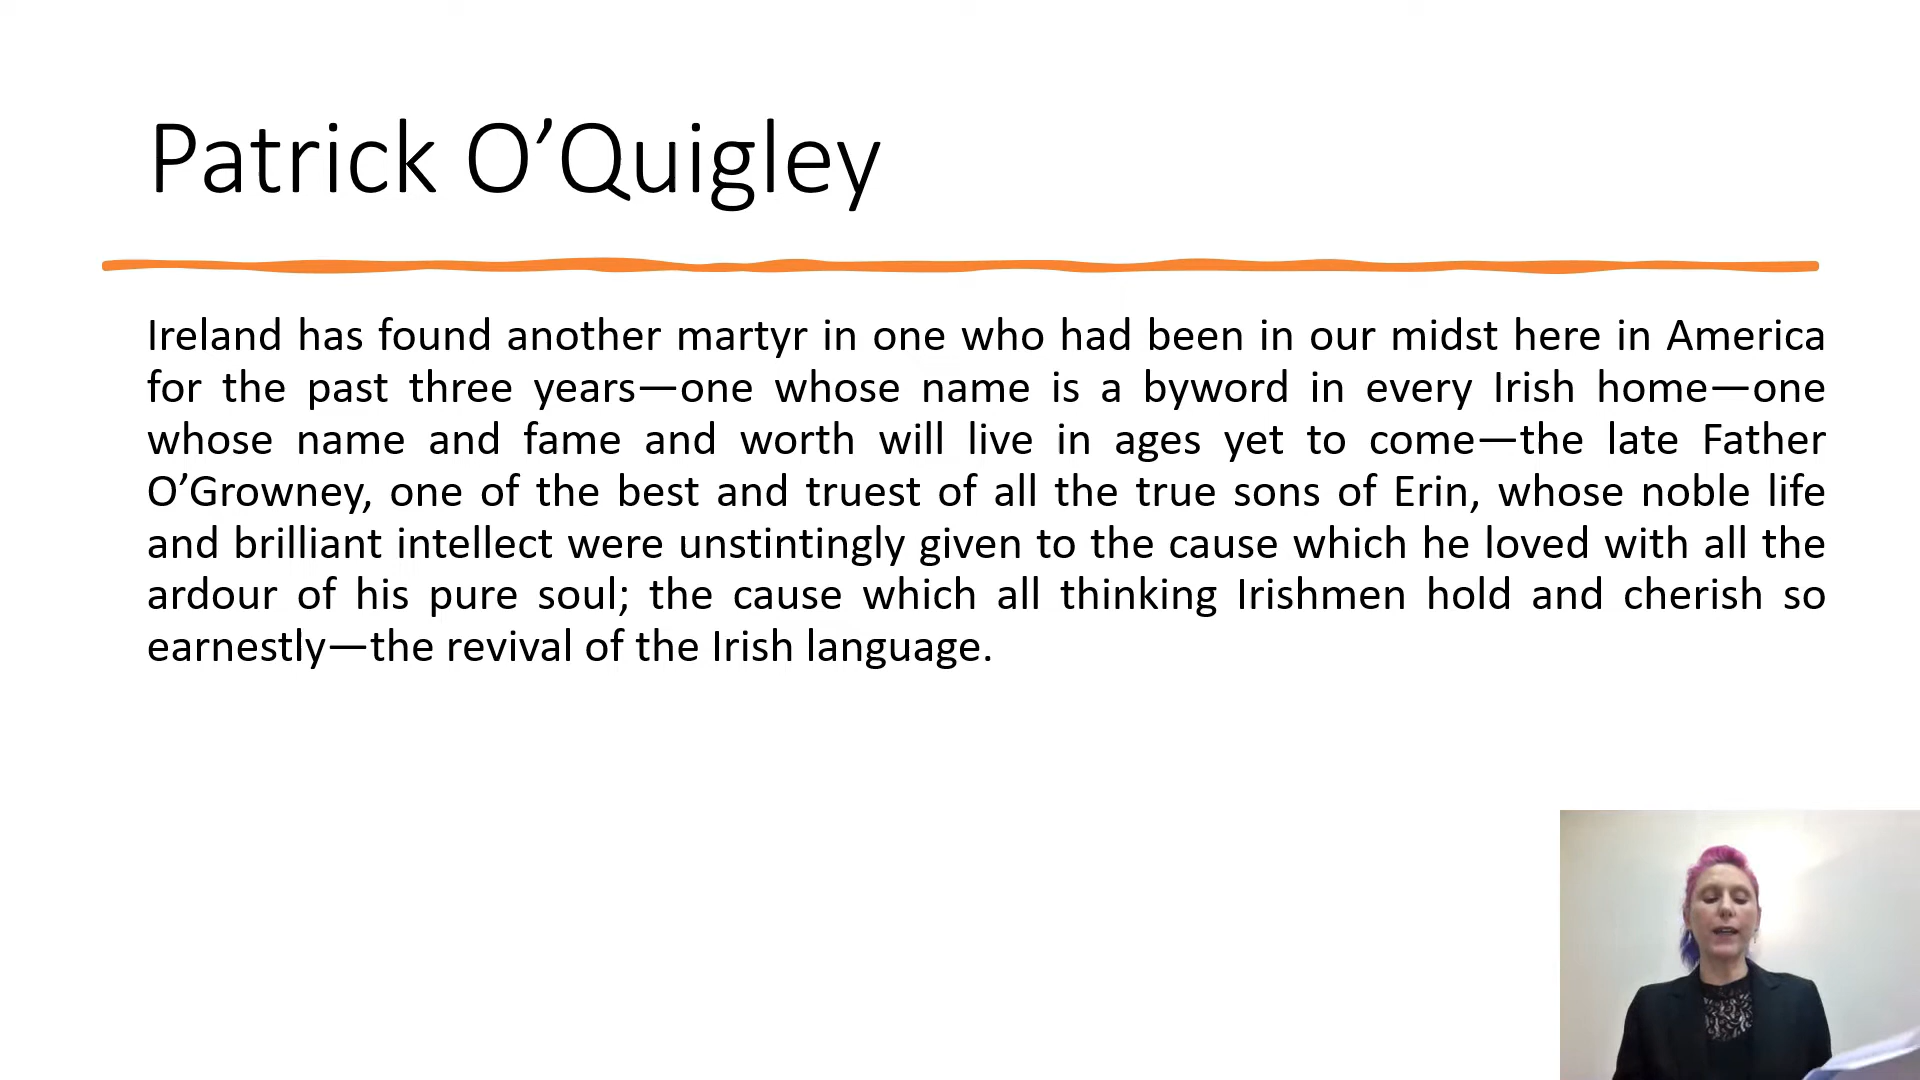 Patrick O’Quigley
Ireland has found another martyr in one who had been in our midst here in America
for the past three years—one whose name is a byword in every Irish home—one
whose name and fame and worth will live in ages yet to come—the late Father
O’Growney, one of the best and truest of all the true sons of Erin, whose noble life
and brilliant intellect were unstintingly given to the cause which he loved with all the
ardour of his pure soul; the cause which all thinking Irishmen hold and cherish so
earnestly—the revival of the Irish language.